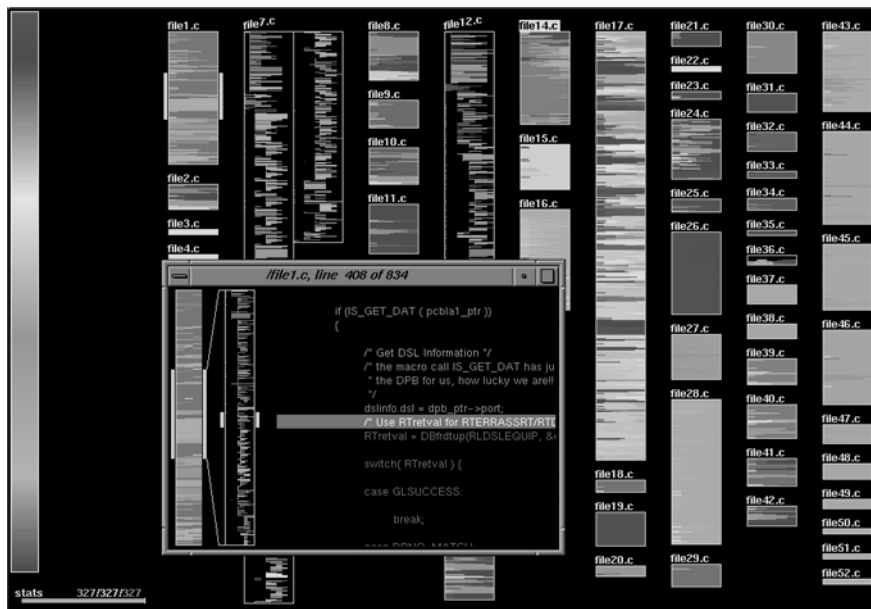 file1.c
file2.c
file3.c
file4.c
file7.c
file8.c
file9.c
file10.c
file11.c
file12.c
file14.c
file15.c
file16.c
file17.c
file18.c
file19.c
file20.c
file21.c
file22.c
file23.c
file24.c
file25.c
file26.c
file27.c
file28.c
file29.c
file30.c
file31.c
file32.c
file33.c
file34.c
file35.c
file36.c
file37.c
file38.c
file39.c
file40.c
file41.c
file42.c
file43.c
file44.c
file45.c
file46.c
file47.c
file48.c
file49.c
file50.c
file51.c
file52.c
/file1.c, line 408 of 834
if (IS_GET_DAT ( pcbla1_ptr ))
{
/* Get DSL Information */
/* the macro call IS_GET_DAT has ju
* the DPB for us, how lucky we are!!
*/
dslinfo.dsl = dpb_ptr->port;
/* Use RTretval for RTERRASSRT/RTD
RTretval = DBfrdtup(RLDSLEQUIP, &
switch( RTretval ) {
case GLSUCCESS:
break;
stats 327/327/327